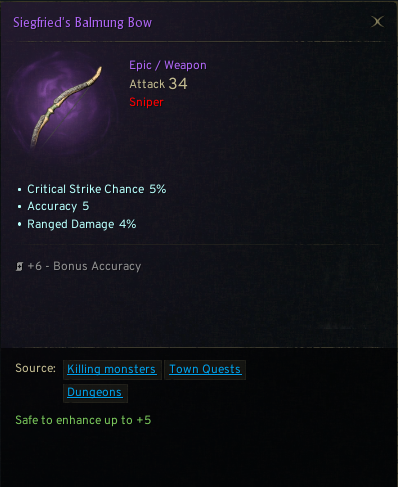 Siegfried's Balmung Bow
Epic / Weapon
Attack 34
Sniper
• Critical Strike Chance 5%
• Accuracy 5
• Ranged Damage 4%
+6 - Bonus Accuracy
Source: Killing monsters Town Quests
Dungeons
Safe to enhance up to +5